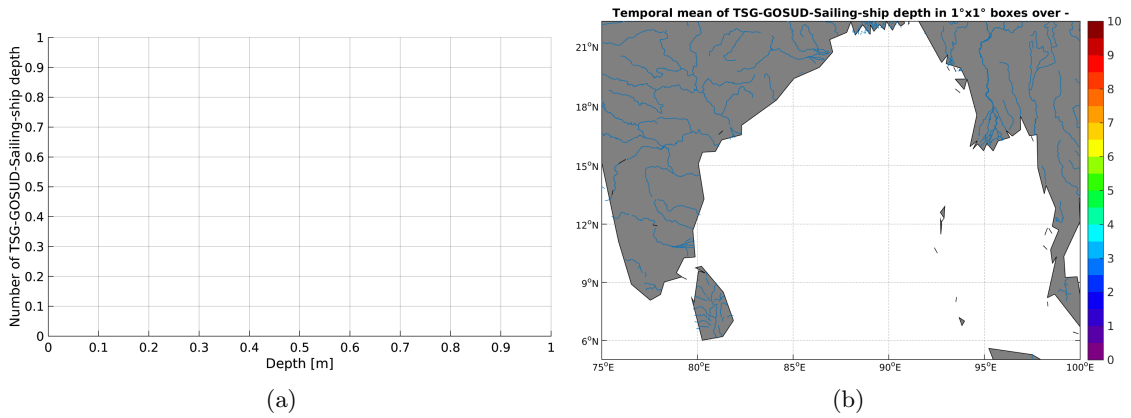 Number of TSG-GOSUD-Sailing-ship depth
1
0.9
0.8
0.7
0.6
0.5
0.4
0.3
0.2
0.1
0
0 0.1 0.2 0.3 0.4 0.5 0.6 0.7 0.8 0.9 1
Depth [m]
(a)
Temporal mean of TSG-GOSUD-Sailing-ship depth in 1°x1° boxes over -
21°N
18°N
15°N
12°N
9°N
6°N
75°E 80°E 85°E 90°E 95°E 100°E
10
9
8
7
6
5
4
3
2
1
0
(b)